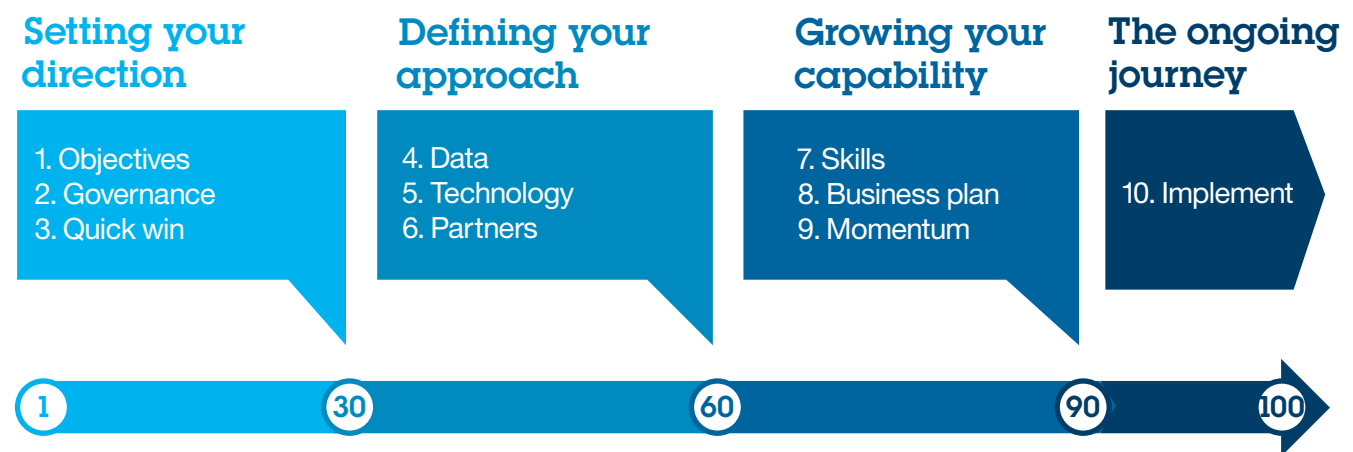 Setting your
direction
1. Objectives
2. Governance
3. Quick win
Defining your
approach
4. Data
5. Technology
6. Partners
Growing your
capability
7. Skills
8. Business plan
9. Momentum
The ongoing
journey
10. Implement
1
30
60
90
100